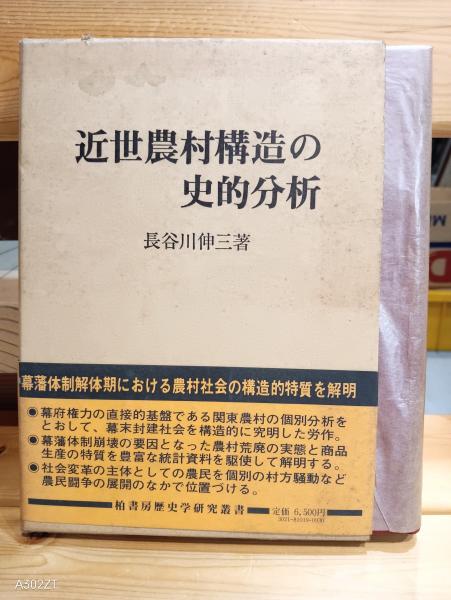 近世農村構造の
史的分析
長谷川伸三著
幕藩体制解体期における農村社会の構造的特質を解明
●幕府権力の直接的基盤である関東農村の個別分析を
とおして、幕末封建社会を構造的に究明した労作。
●幕藩体制崩壊の要因となった農村荒廃の実態と商品
生産の特質を豊富な統計資料を駆使して解明する。
●社会変革の主体としての農民を個別の村方騒動など
農民闘争の展開のなかで位置づける。
柏書房歴史学研究叢書
定価 6,500円
A302ZT